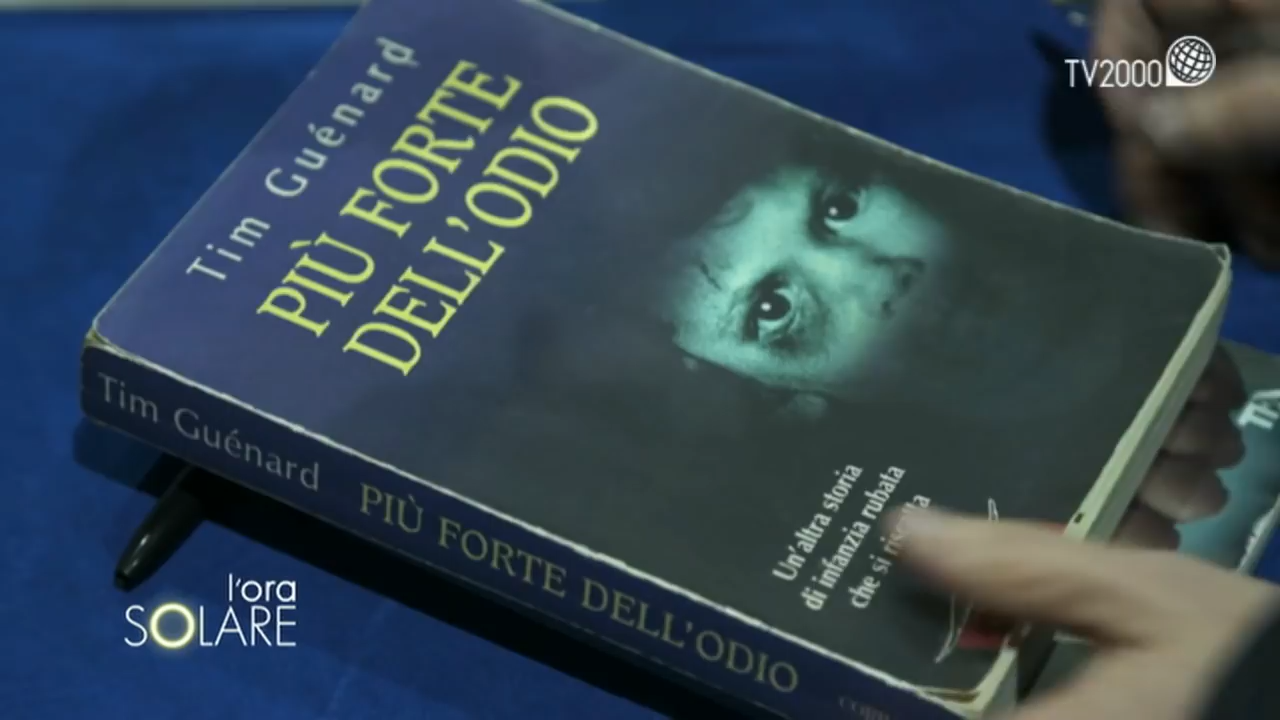 TV2000
Tim Guénard
PIÙ FORTE
DELL'ODIO
Un'altra storia
di infanzia rubata
che si
Tim Guénard PIÙ FORTE DELL'ODIO
l'ora
SOLARE